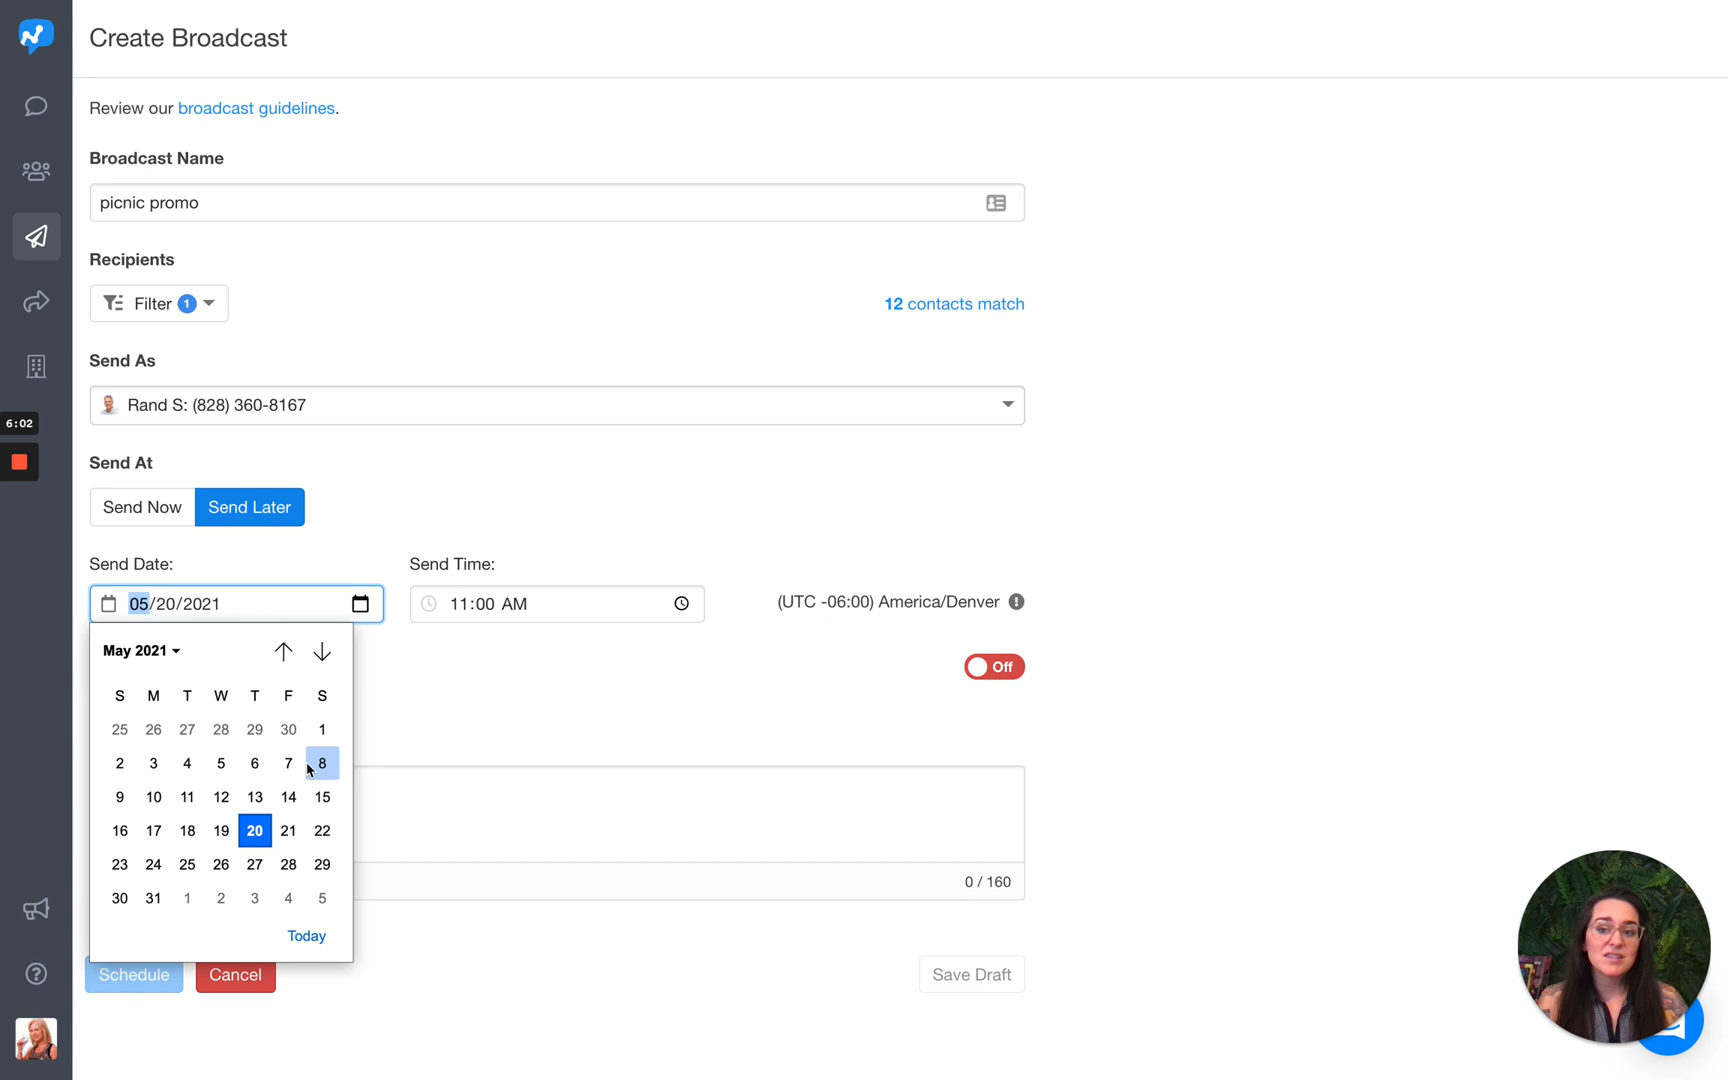 Create Broadcast
Review our broadcast guidelines.
Broadcast Name
picnic promo
Recipients
Filter 1
12 contacts match
Send As
Rand S: (828) 360-8167
6:02
Send At
Send Now Send Later
Send Date: Send Time:
05/20/2021 11:00 AM (UTC -06:00) America/Denver
May 2021
Off
S M T W T F S
25 26 27 28 29 30 1
2 3 4 5 6 7 8
9 10 11 12 13 14 15
16 17 18 19 20 21 22
23 24 25 26 27 28 29
0 / 160
30 31 1 2 3 4 5
Today
Schedule Cancel Save Draft